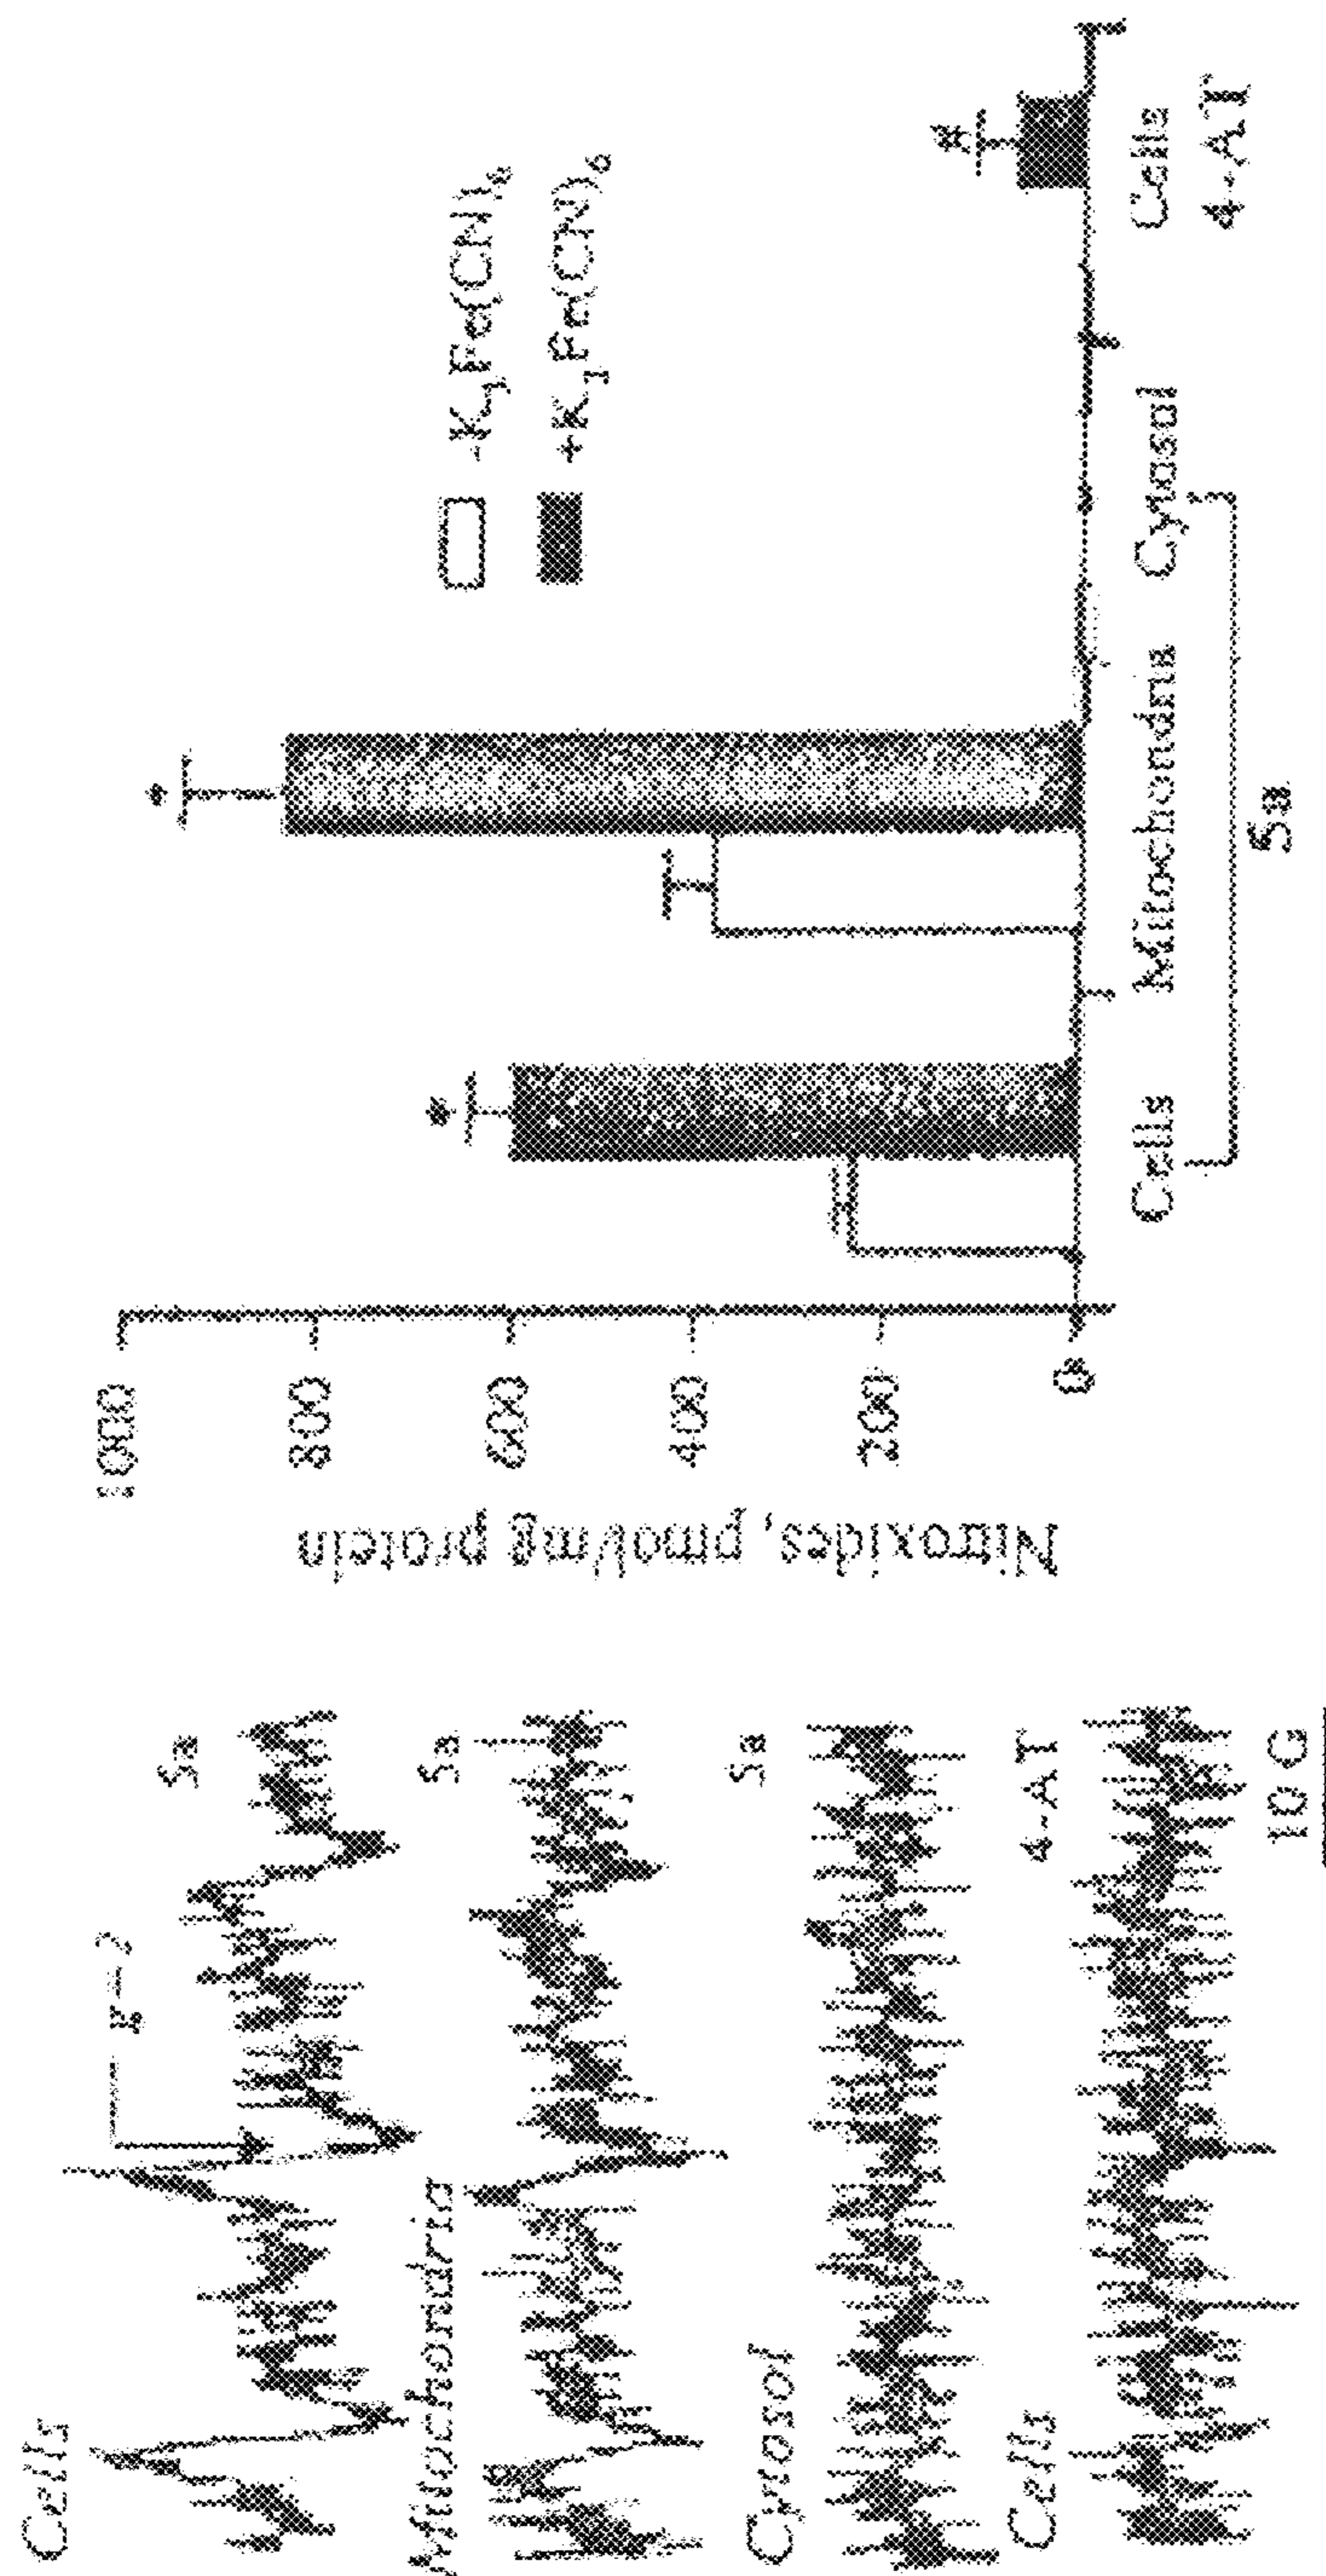 Cells
5a
g=2
Mitochondria
5a
Cytosol
5a
Cells
4-AT
10 G
Nitroxides, pmol/mg protein
1000
800
600
400
200
0
-K3Fe(CN)6
+K3Fe(CN)6
*
*
#
Cells
Mitochondria
Cytosol
Cells
4-AT
5a